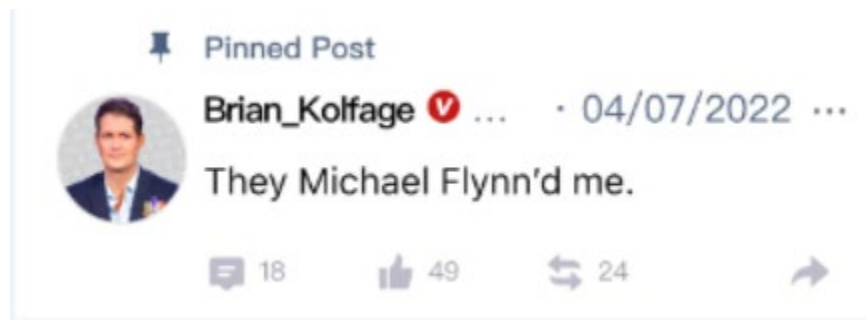 Pinned Post
Brian_Kolfage V ... · 04/07/2022 ...
They Michael Flynn'd me.
18 49 24